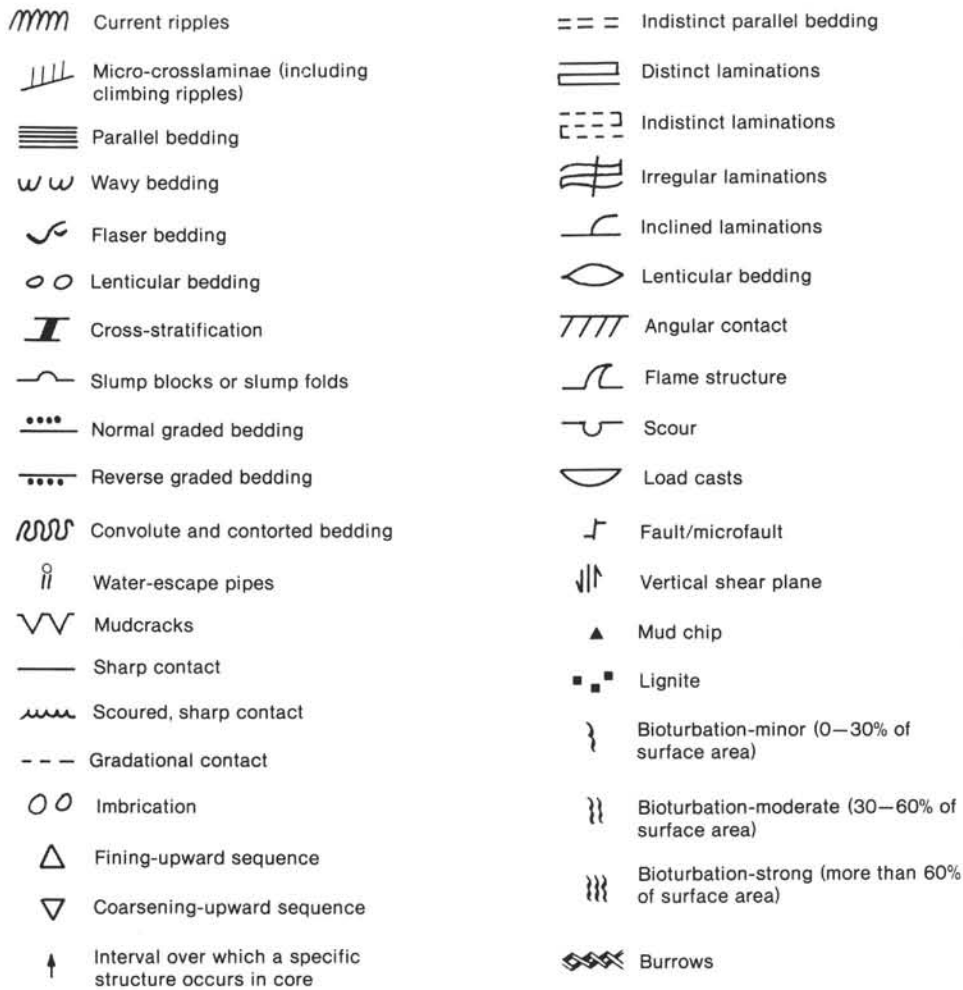 Current ripples
Micro-crosslaminae (including
climbing ripples)
Parallel bedding
Wavy bedding
Flaser bedding
Lenticular bedding
Cross-stratification
Slump blocks or slump folds
Normal graded bedding
Reverse graded bedding
Convolute and contorted bedding
Water-escape pipes
Mudcracks
Sharp contact
Scoured, sharp contact
Gradational contact
Imbrication
Fining-upward sequence
Coarsening-upward sequence
Interval over which a specific
structure occurs in core
Indistinct parallel bedding
Distinct laminations
Indistinct laminations
Irregular laminations
Inclined laminations
Lenticular bedding
Angular contact
Flame structure
Scour
Load casts
Fault/microfault
Vertical shear plane
Mud chip
Lignite
Bioturbation-minor (0—30% of
surface area)
Bioturbation-moderate (30—60% of
surface area)
Bioturbation-strong (more than 60%
of surface area)
Burrows